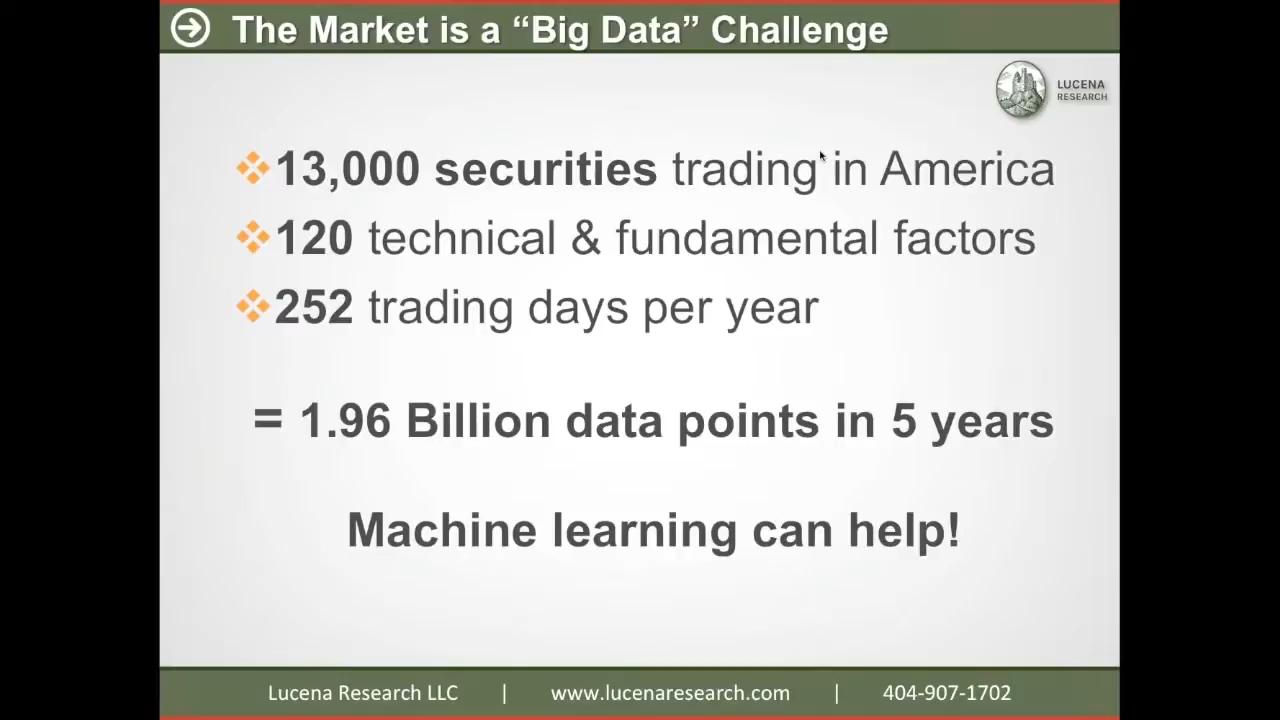 The Market is a “Big Data” Challenge
LUCENA
RESEARCH
13,000 securities trading in America
120 technical & fundamental factors
252 trading days per year
= 1.96 Billion data points in 5 years
Machine learning can help!
Lucena Research LLC | www.lucenaresearch.com | 404-907-1702